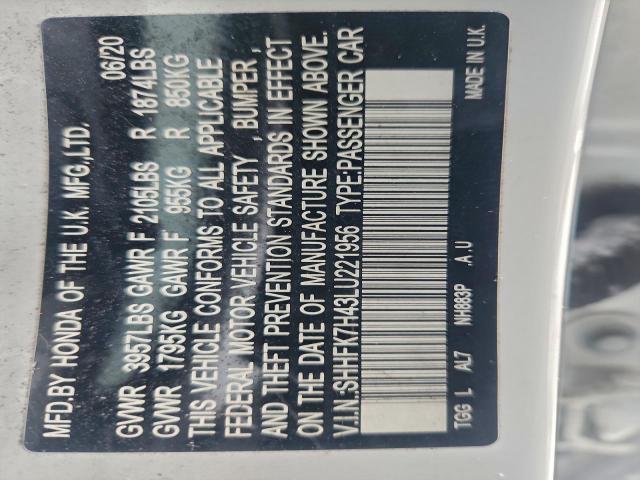 MFD.BY HONDA OF THE U.K. MFG.,LTD. 06/20
GVWR 3957LBS GAWR F 2105LBS R 1874LBS
GVWR 1795KG GAWR F 955KG R 850KG
THIS VEHICLE CONFORMS TO ALL APPLICABLE
FEDERAL MOTOR VEHICLE SAFETY , BUMPER ,
AND THEFT PREVENTION STANDARDS IN EFFECT
ON THE DATE OF MANUFACTURE SHOWN ABOVE.
V.I.N.:SHHFK7H43LU221956 TYPE:PASSENGER CAR
TGG L AL7 NH883P .A.U MADE IN U.K.